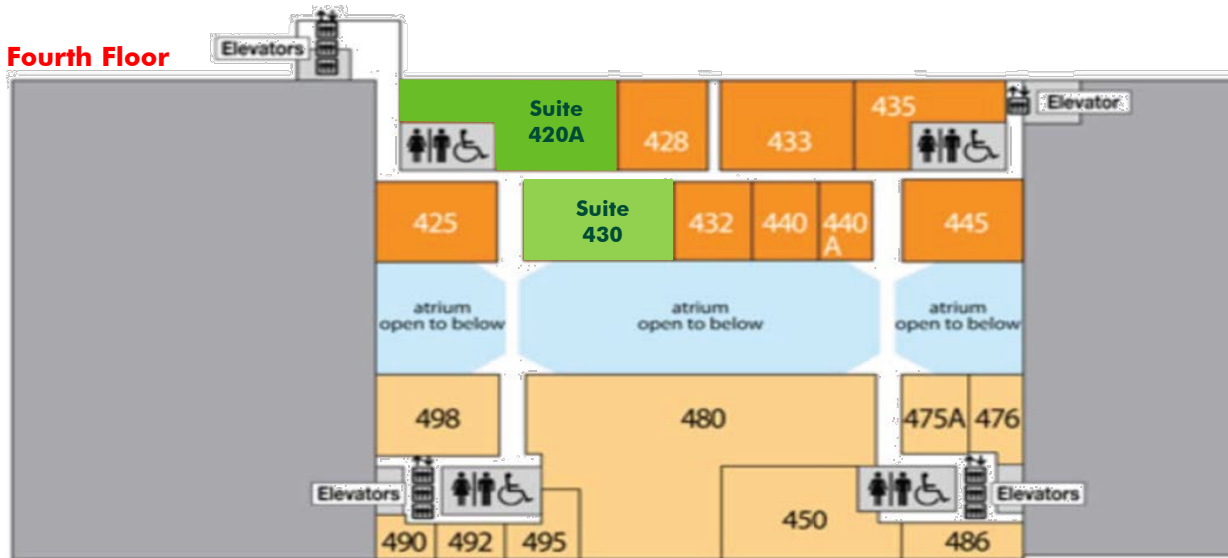 Fourth Floor
Elevators
Elevator
Suite
420A
428
433
435
425
Suite
430
432
440
440
A
445
atrium
open to below
atrium
open to below
atrium
open to below
498
480
475A
476
Elevators
Elevators
450
490
492
495
486